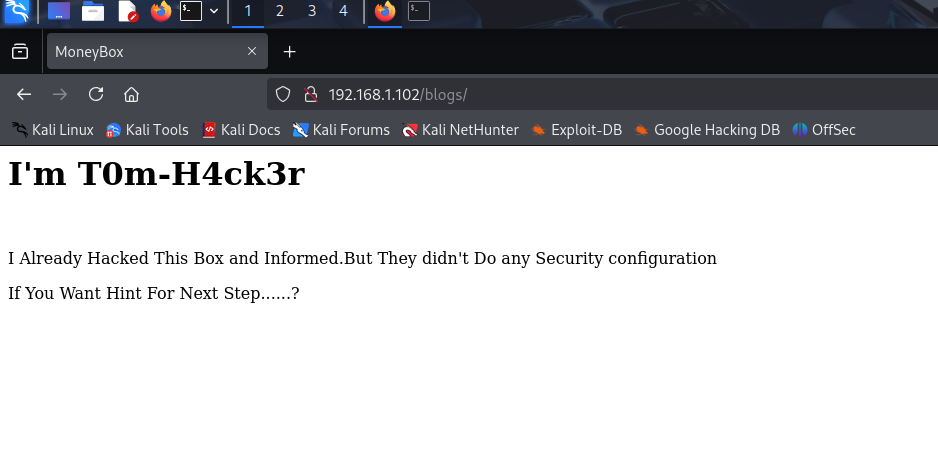 1 2 3 4
MoneyBox
192.168.1.102/blogs/
Kali Linux Kali Tools Kali Docs Kali Forums Kali NetHunter Exploit-DB Google Hacking DB OffSec
I'm T0m-H4ck3r
I Already Hacked This Box and Informed.But They didn't Do any Security configuration
If You Want Hint For Next Step......?